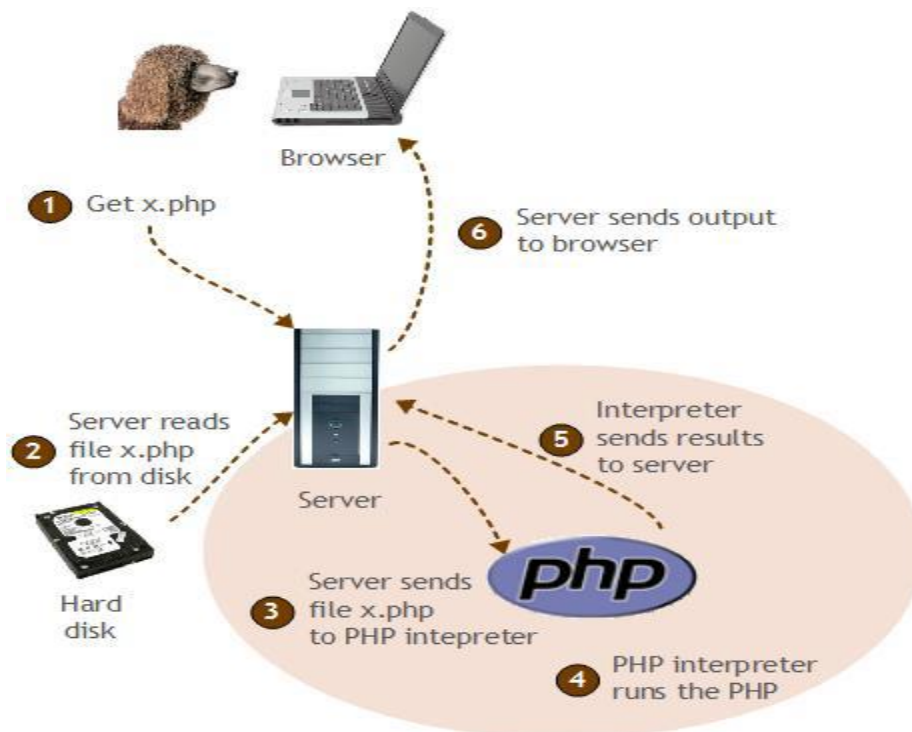 Browser
1 Get x.php
6 Server sends output
to browser
2 Server reads
file x.php
from disk
Server
5 Interpreter
sends results
to server
Hard
disk
php
3 Server sends
file x.php
to PHP intepreter
4 PHP interpreter
runs the PHP